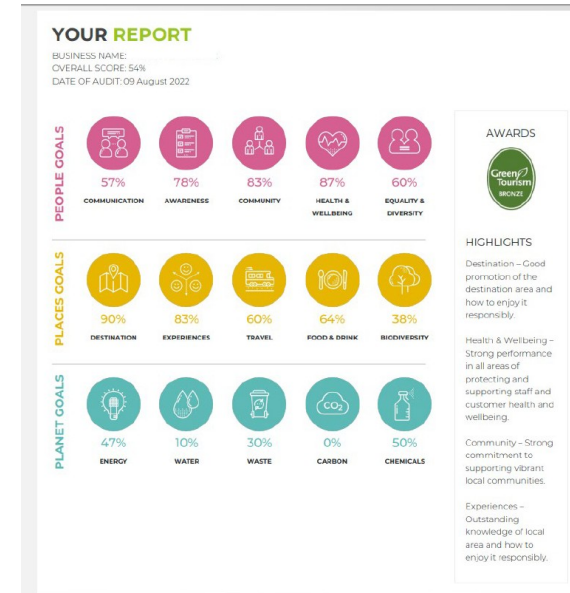 YOUR REPORT
BUSINESS NAME:
OVERALL SCORE: 54%
DATE OF AUDIT: 09 August 2022
PEOPLE GOALS
57%
COMMUNICATION
78%
AWARENESS
83%
COMMUNITY
87%
HEALTH &
WELLBEING
60%
EQUALITY &
DIVERSITY
PLACES GOALS
90%
DESTINATION
83%
EXPERIENCES
60%
TRAVEL
64%
FOOD & DRINK
38%
BIODIVERSITY
PLANET GOALS
47%
ENERGY
10%
WATER
30%
WASTE
CO2
0%
CARBON
50%
CHEMICALS
AWARDS
Green
Tourism
BRONZE
HIGHLIGHTS
Destination – Good
promotion of the
destination area and
how to enjoy it
responsibly.
Health & Wellbeing –
Strong performance
in all areas of
protecting and
supporting staff and
customer health and
wellbeing.
Community – Strong
commitment to
supporting vibrant
local communities.
Experiences –
Outstanding
knowledge of local
area and how to
enjoy it responsibly.